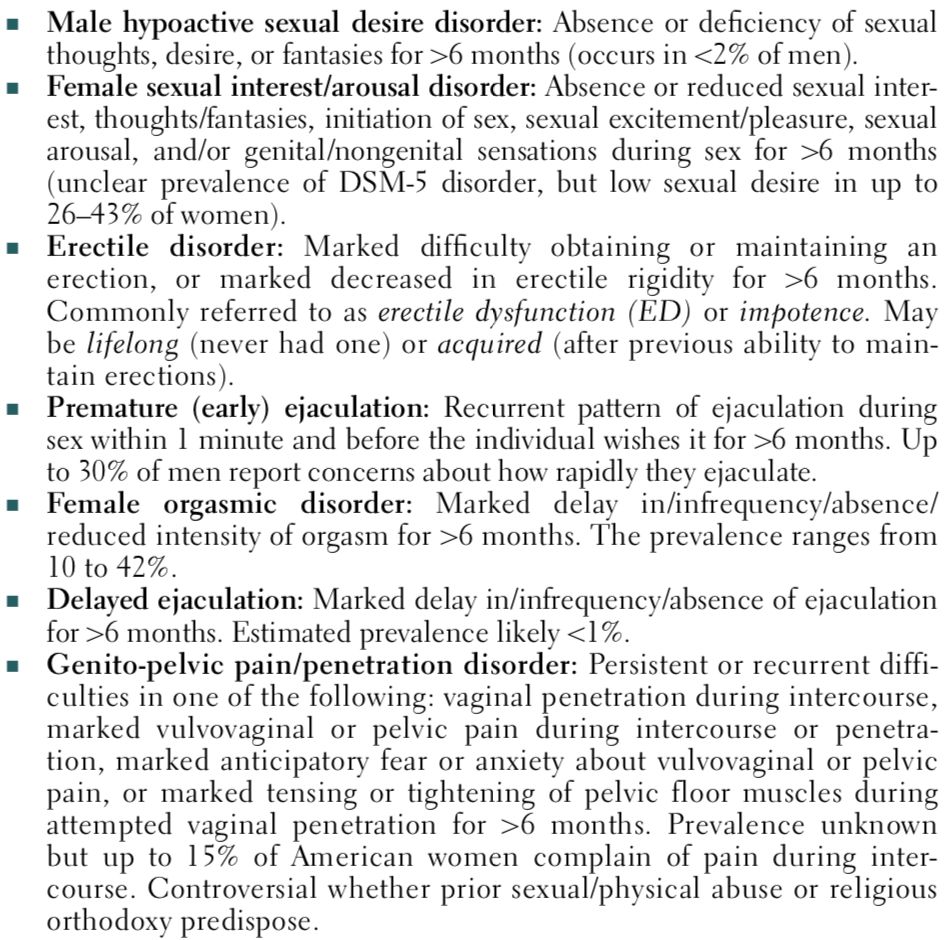 ▪ Male hypoactive sexual desire disorder: Absence or deficiency of sexual
thoughts, desire, or fantasies for >6 months (occurs in <2% of men).
▪ Female sexual interest/arousal disorder: Absence or reduced sexual inter-
est, thoughts/fantasies, initiation of sex, sexual excitement/pleasure, sexual
arousal, and/or genital/nongenital sensations during sex for >6 months
(unclear prevalence of DSM-5 disorder, but low sexual desire in up to
26–43% of women).
▪ Erectile disorder: Marked difficulty obtaining or maintaining an
erection, or marked decreased in erectile rigidity for >6 months.
Commonly referred to as erectile dysfunction (ED) or impotence. May
be lifelong (never had one) or acquired (after previous ability to main-
tain erections).
▪ Premature (early) ejaculation: Recurrent pattern of ejaculation during
sex within 1 minute and before the individual wishes it for >6 months. Up
to 30% of men report concerns about how rapidly they ejaculate.
▪ Female orgasmic disorder: Marked delay in/infrequency/absence/
reduced intensity of orgasm for >6 months. The prevalence ranges from
10 to 42%.
▪ Delayed ejaculation: Marked delay in/infrequency/absence of ejaculation
for >6 months. Estimated prevalence likely <1%.
▪ Genito-pelvic pain/penetration disorder: Persistent or recurrent diffi-
culties in one of the following: vaginal penetration during intercourse,
marked vulvovaginal or pelvic pain during intercourse or penetra-
tion, marked anticipatory fear or anxiety about vulvovaginal or pelvic
pain, or marked tensing or tightening of pelvic floor muscles during
attempted vaginal penetration for >6 months. Prevalence unknown
but up to 15% of American women complain of pain during inter-
course. Controversial whether prior sexual/physical abuse or religious
orthodoxy predispose.